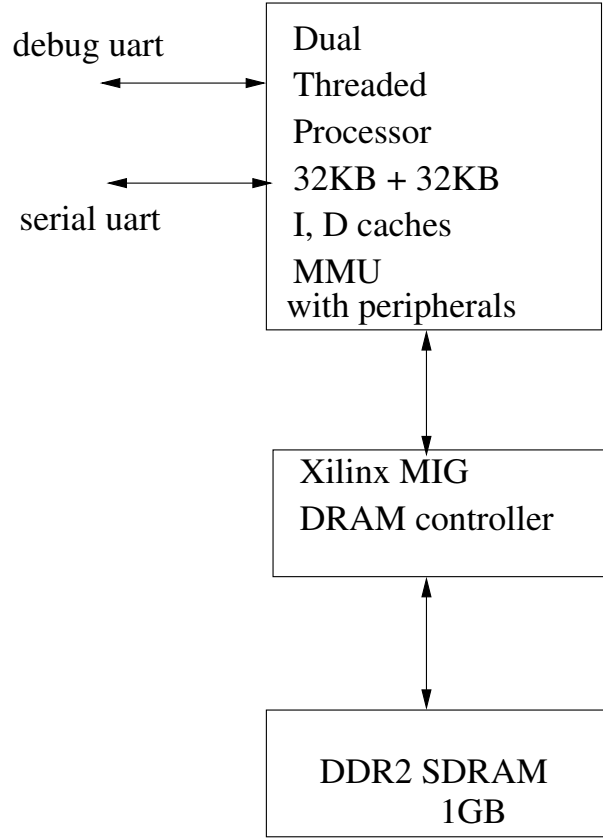 debug uart
serial uart
Dual
Threaded
Processor
32KB + 32KB
I, D caches
MMU
with peripherals
Xilinx MIG
DRAM controller
DDR2 SDRAM
1GB